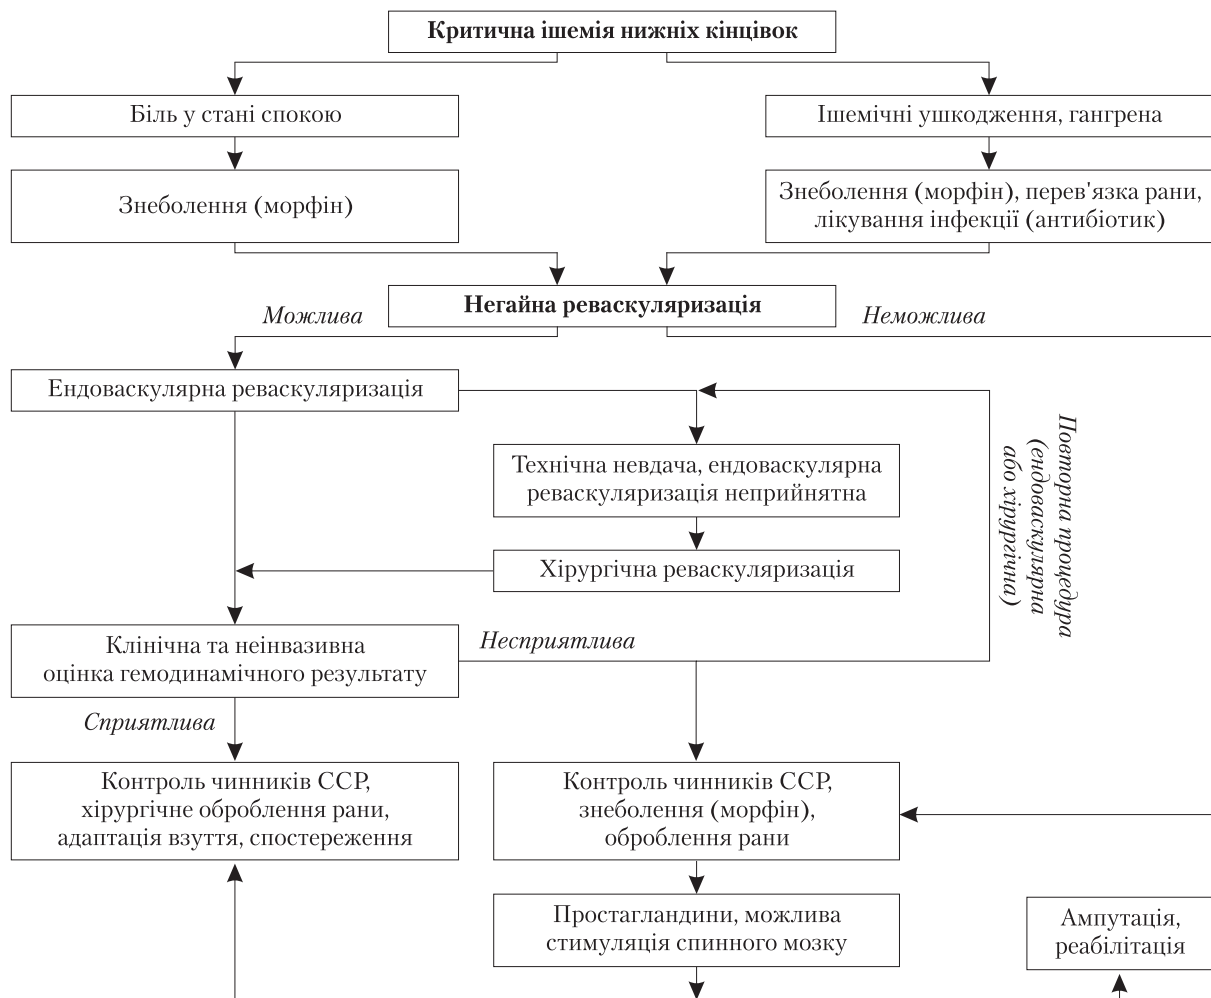 Критична ішемія нижніх кінцівок
Біль у стані спокою
Ішемічні ушкодження, гангрена
Знеболення (морфін)
Знеболення (морфін), перев'язка рани,
лікування інфекції (антибіотик)
Негайна реваскуляризація
Можлива
Неможлива
Ендоваскулярна реваскуляризація
Технічна невдача, ендоваскулярна
реваскуляризація неприйнятна
Хірургічна реваскуляризація
Повторна процедура
(ендоваскулярна
або хірургічна)
Клінічна та неінвазивна
оцінка гемодинамічного результату
Несприятлива
Сприятлива
Контроль чинників ССР,
хірургічне оброблення рани,
адаптація взуття, спостереження
Контроль чинників ССР,
знеболення (морфін),
оброблення рани
Простагландини, можлива
стимуляція спинного мозку
Ампутація,
реабілітація